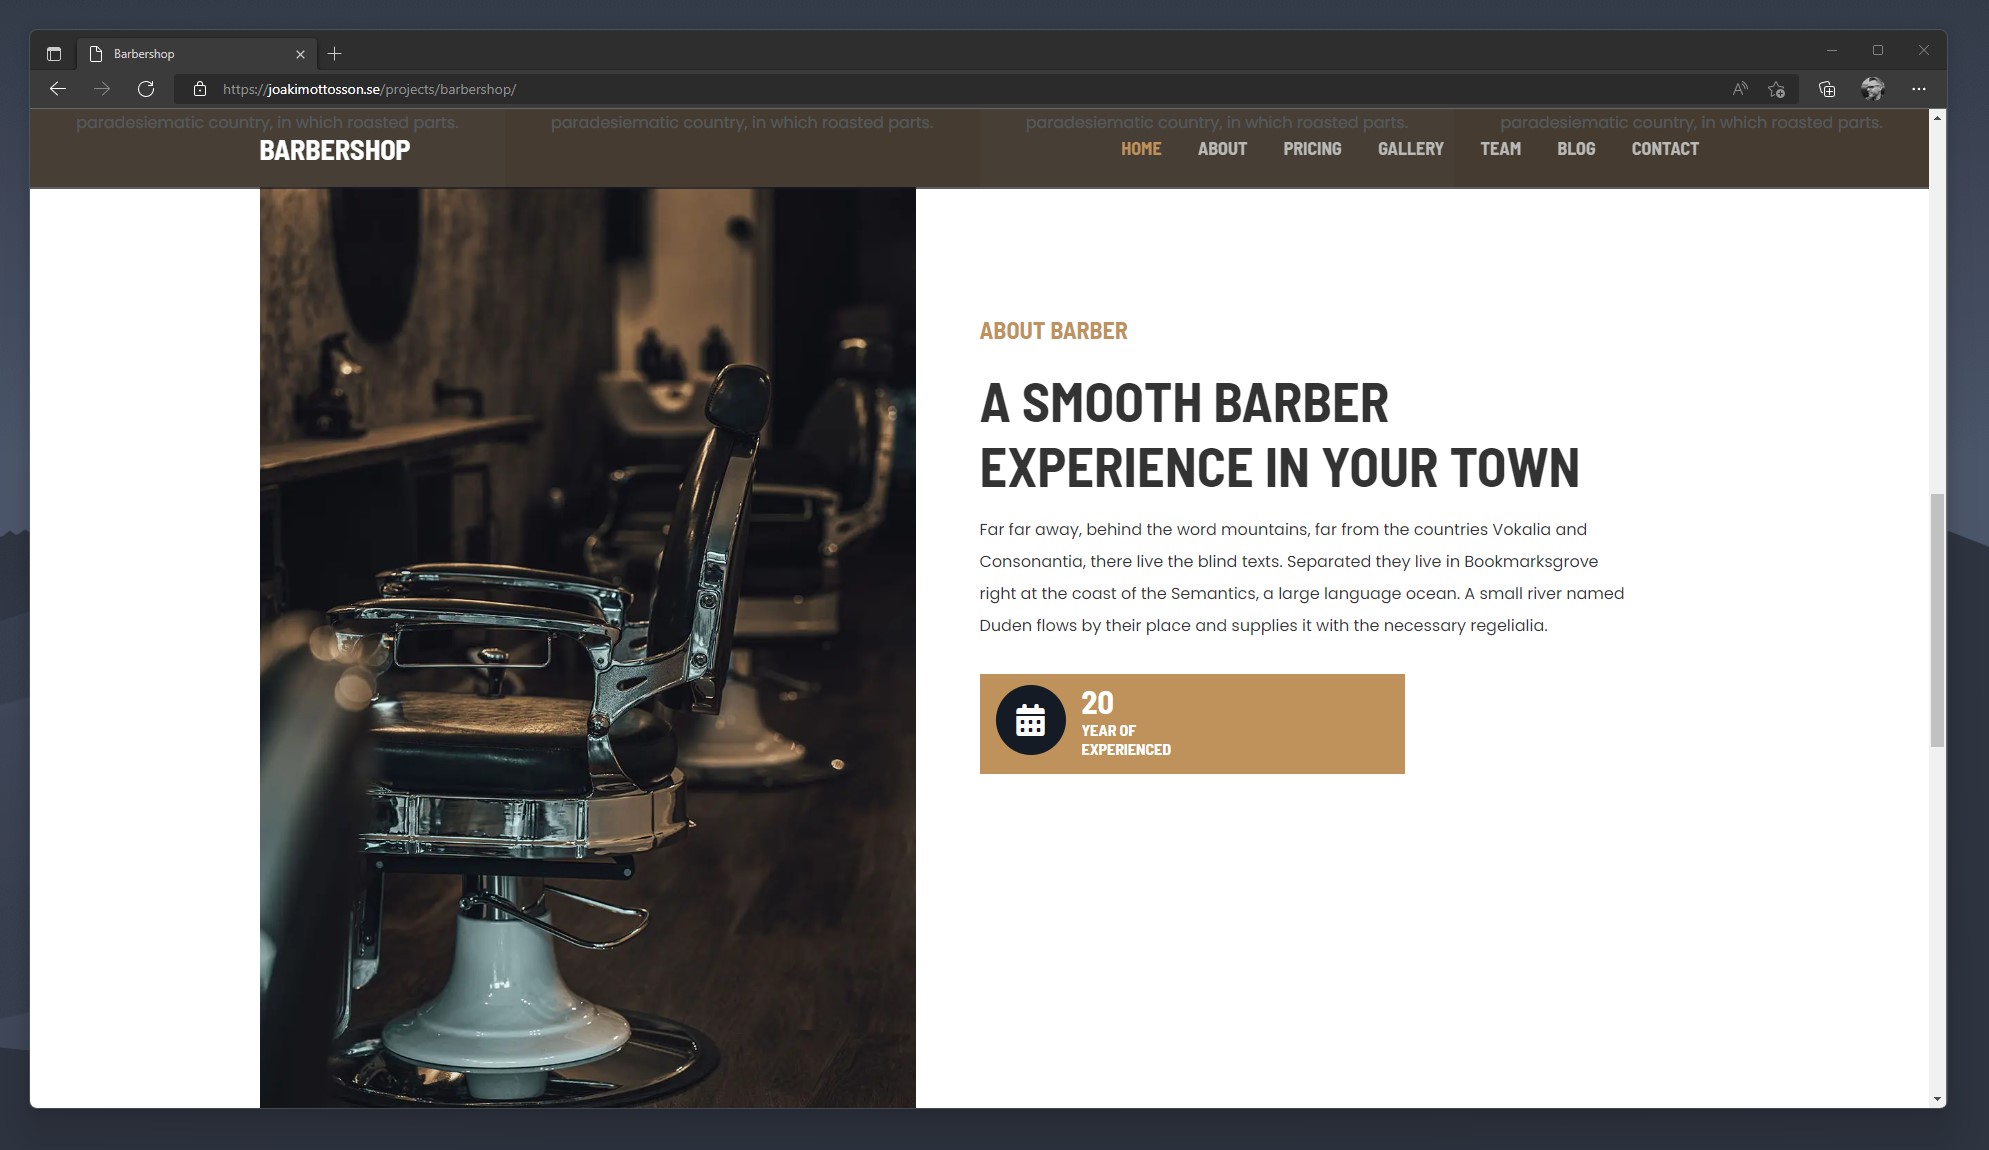 Barbershop
https://joakimottosson.se/projects/barbershop/
paradesiematic country, in which roasted parts.
paradesiematic country, in which roasted parts.
paradesiematic country, in which roasted parts.
paradesiematic country, in which roasted parts.
BARBERSHOP
HOME
ABOUT
PRICING
GALLERY
TEAM
BLOG
CONTACT
ABOUT BARBER
A SMOOTH BARBER
EXPERIENCE IN YOUR TOWN
Far far away, behind the word mountains, far from the countries Vokalia and
Consonantia, there live the blind texts. Separated they live in Bookmarksgrove
right at the coast of the Semantics, a large language ocean. A small river named
Duden flows by their place and supplies it with the necessary regelialia.
20
YEAR OF
EXPERIENCED